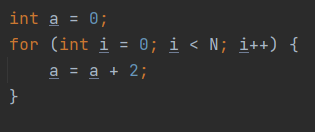 int a = 0;
for (int i = 0; i < N; i++) {
    a = a + 2;
}